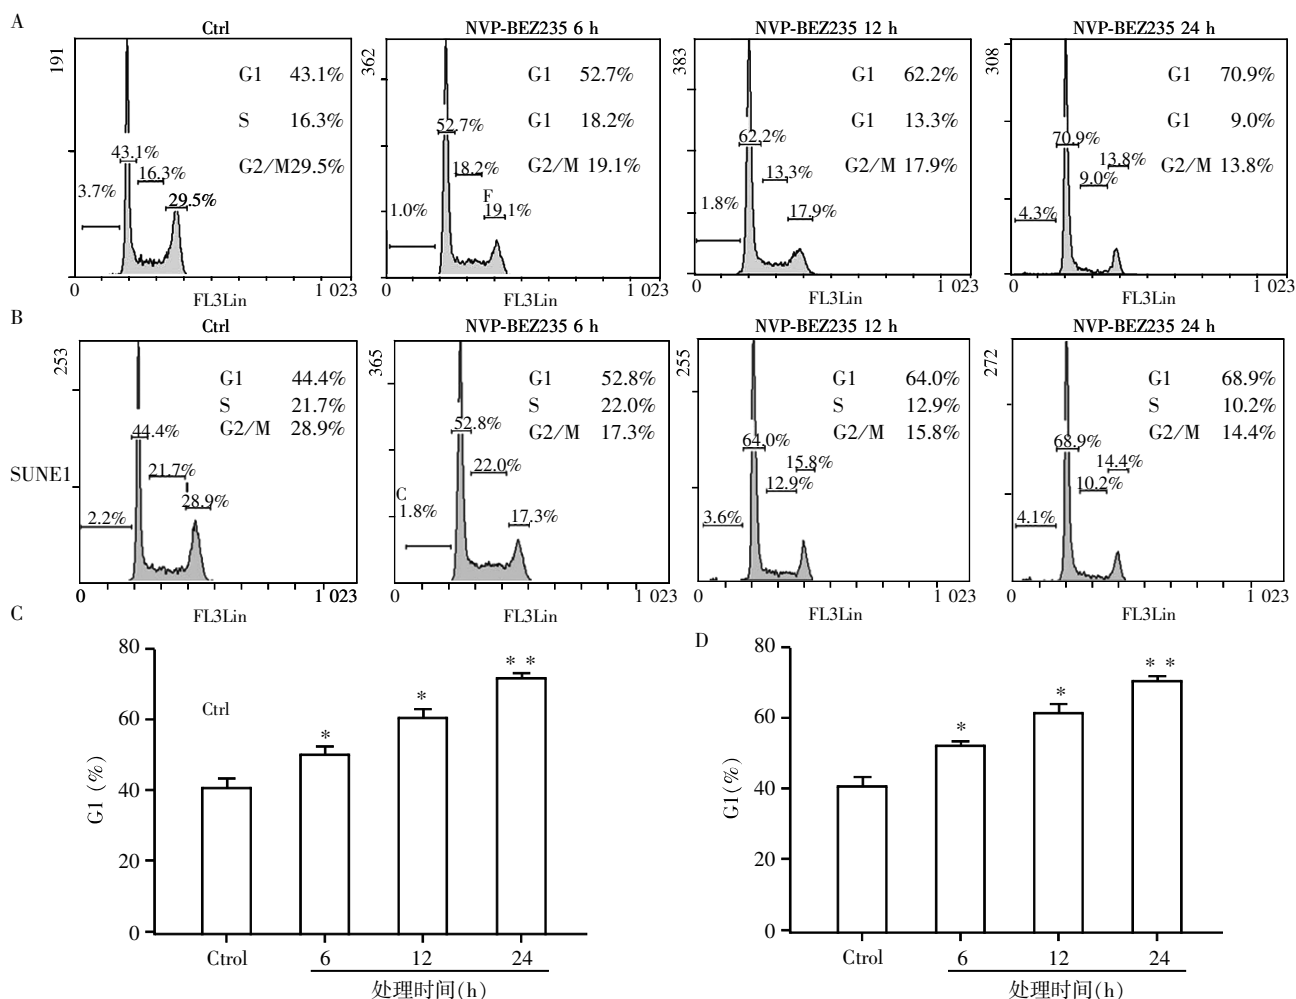 A
Ctrl
191
G1 43.1%
S 16.3%
G2/M29.5%
43.1%
16.3%
3.7%
29.5%
0
1 023
FL3Lin
NVP-BEZ235 6 h
362
G1 52.7%
G1 18.2%
G2/M 19.1%
52.7%
18.2%
F
1.0%
19.1%
0
1 023
FL3Lin
NVP-BEZ235 12 h
383
G1 62.2%
G1 13.3%
G2/M 17.9%
62.2%
13.3%
1.8%
17.9%
0
1 023
FL3Lin
NVP-BEZ235 24 h
308
G1 70.9%
G1 9.0%
G2/M 13.8%
70.9%
13.8%
9.0%
4.3%
0
1 023
FL3Lin
B
SUNE1
Ctrl
253
G1 44.4%
S 21.7%
G2/M 28.9%
44.4%
21.7%
28.9%
2.2%
0
1 023
FL3Lin
NVP-BEZ235 6 h
365
G1 52.8%
S 22.0%
G2/M 17.3%
52.8%
22.0%
C
1.8%
17.3%
0
1 023
FL3Lin
NVP-BEZ235 12 h
255
G1 64.0%
S 12.9%
G2/M 15.8%
64.0%
15.8%
12.9%
3.6%
0
1 023
FL3Lin
NVP-BEZ235 24 h
272
G1 68.9%
S 10.2%
G2/M 14.4%
68.9%
14.4%
10.2%
4.1%
0
1 023
FL3Lin
C
80
60
40
20
0
G1 (%)
Ctrl
*
*
* *
Ctrol 6 12 24
处理时间(h)
D
80
60
40
20
0
G1(%)
*
*
* *
Ctrol 6 12 24
处理时间(h)